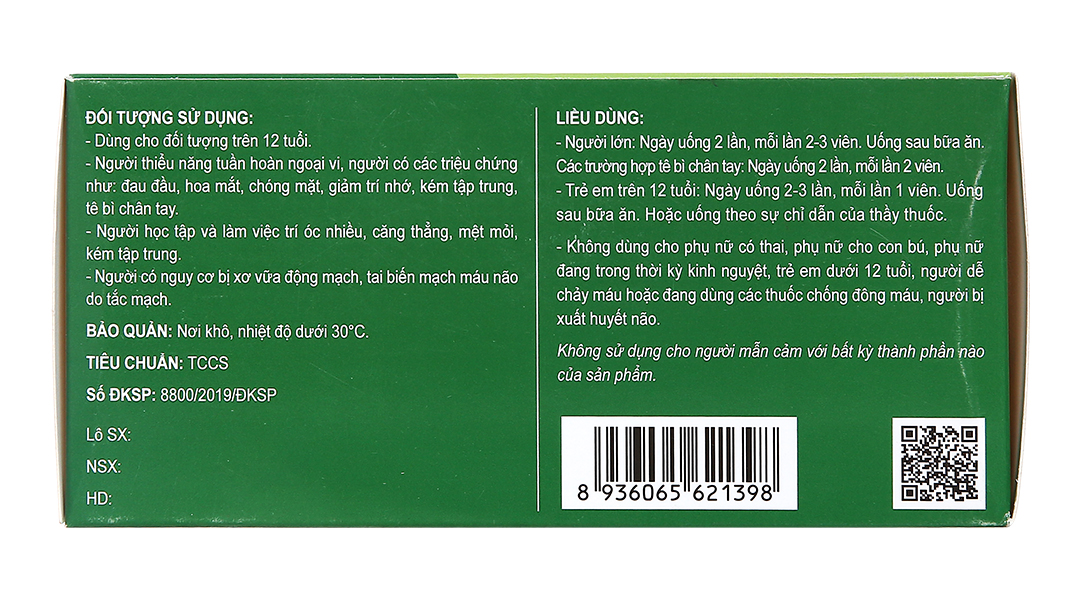 ĐỐI TƯỢNG SỬ DỤNG:
- Dùng cho đối tượng trên 12 tuổi.
- Người thiểu năng tuần hoàn ngoại vi, người có các triệu chứng
như: đau đầu, hoa mắt, chóng mặt, giảm trí nhớ, kém tập trung,
tê bì chân tay.
- Người học tập và làm việc trí óc nhiều, căng thẳng, mệt mỏi,
kém tập trung.
- Người có nguy cơ bị xơ vữa động mạch, tai biến mạch máu não
do tắc mạch.
BẢO QUẢN: Nơi khô, nhiệt độ dưới 30°C.
TIÊU CHUẨN: TCCS
Số ĐKSP: 8800/2019/ĐKSP
Lô SX:
NSX:
HD:
LIỀU DÙNG:
- Người lớn: Ngày uống 2 lần, mỗi lần 2-3 viên. Uống sau bữa ăn.
Các trường hợp tê bì chân tay: Ngày uống 2 lần, mỗi lần 2 viên.
- Trẻ em trên 12 tuổi: Ngày uống 2-3 lần, mỗi lần 1 viên. Uống
sau bữa ăn. Hoặc uống theo sự chỉ dẫn của thầy thuốc.
- Không dùng cho phụ nữ có thai, phụ nữ cho con bú, phụ nữ
đang trong thời kỳ kinh nguyệt, trẻ em dưới 12 tuổi, người dễ
chảy máu hoặc đang dùng các thuốc chống đông máu, người bị
xuất huyết não.
Không sử dụng cho người mẫn cảm với bất kỳ thành phần nào
của sản phẩm.
8 936065 621398